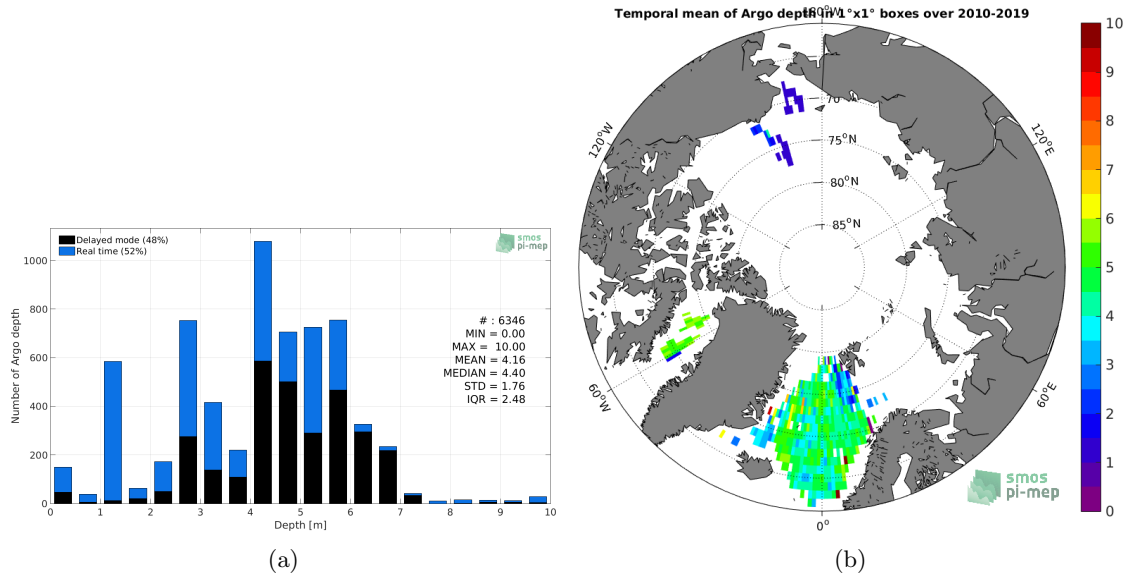 Temporal mean of Argo depth in 1°x1° boxes over 2010-2019
180°W
Delayed mode (48%)
Real time (52%)
smos
pi-mep
Number of Argo depth
1000
800
600
400
200
0
# : 6346
MIN = 0.00
MAX = 10.00
MEAN = 4.16
MEDIAN = 4.40
STD = 1.76
IQR = 2.48
0 1 2 3 4 5 6 7 8 9 10
Depth [m]
(a)
120°W
120°E
70°N
75°N
80°N
85°N
60°W
60°E
0°
smos
pi-mep
10
9
8
7
6
5
4
3
2
1
0
(b)